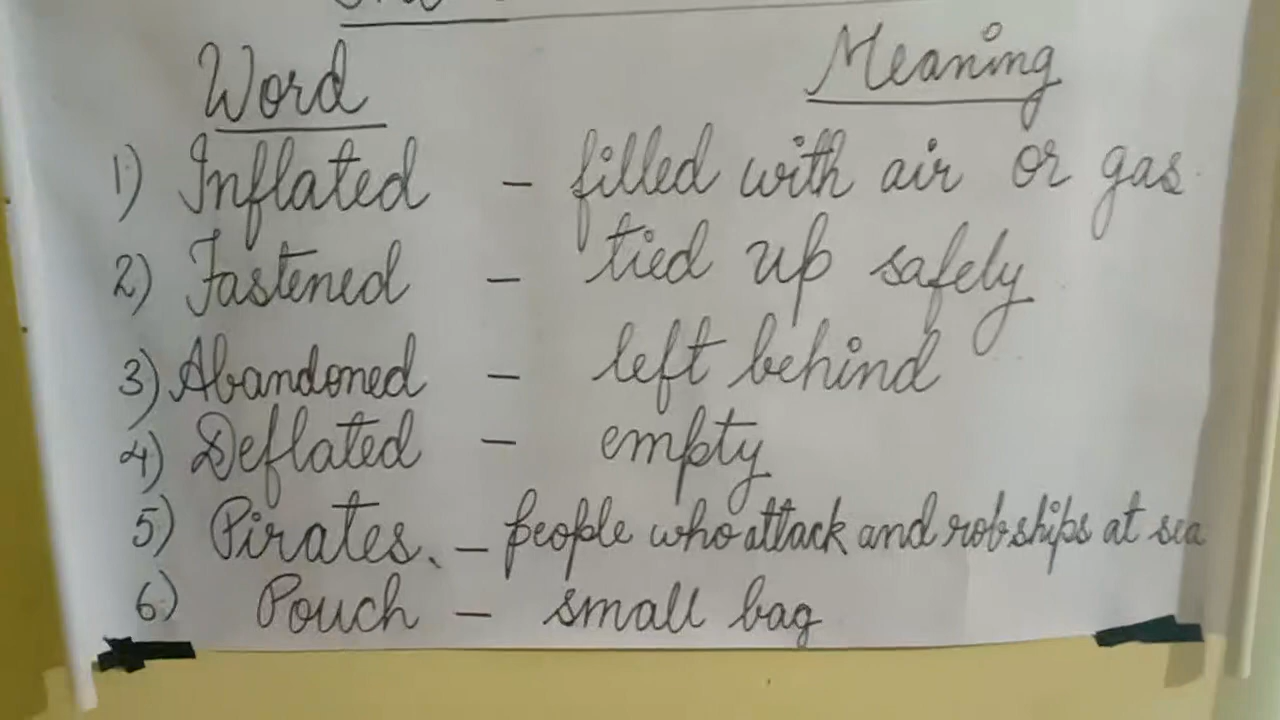 Word Meaning
1) Inflated - filled with air or gas
2) Fastened - tied up safely
3) Abandoned - left behind
4) Deflated - empty
5) Pirates. - people who attack and rob ships at sea
6) Pouch - small bag